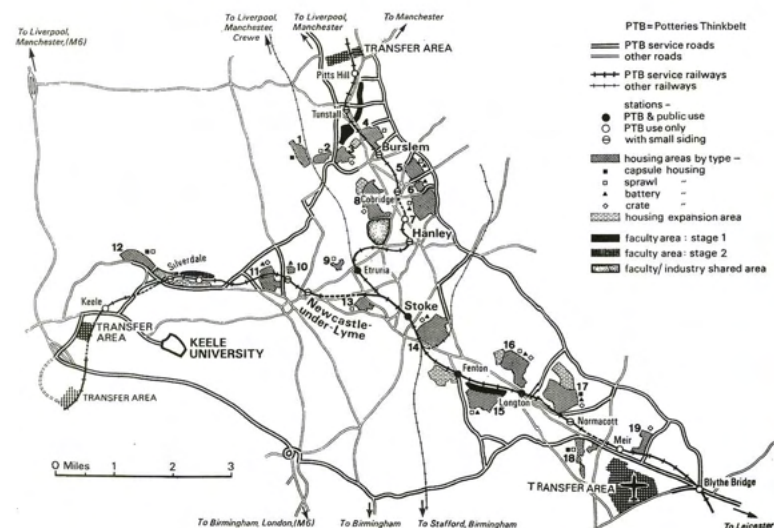 To Liverpool,
Manchester,(M6)
To Liverpool,
Manchester,
Crewe
To Liverpool,
Manchester
To Manchester
TRANSFER AREA
Pitts Hill
Tunstall
4
1
2
3
Burslem
5
6
8
Cobridge
7
Hanley
12
Silverdale
11
10
9
Etruria
Keele
13
Newcastle-
under-Lyme
Stoke
TRANSFER
AREA
KEELE
UNIVERSITY
14
16
TRANSFER AREA
Fenton
17
Longton
15
Normacott
19
Meir
18
TRANSFER AREA
Blythe Bridge
0 Miles 1 2 3
To Birmingham, London,(M6)
To Birmingham
To Stafford, Birmingham
To Leicester
PTB=Potteries Thinkbelt
PTB service roads
other roads
PTB service railways
other railways
stations –
PTB & public use
PTB use only
with small siding
housing areas by type –
capsule housing
sprawl "
battery "
crate "
housing expansion area
faculty area : stage 1
faculty area: stage 2
faculty/industry shared area